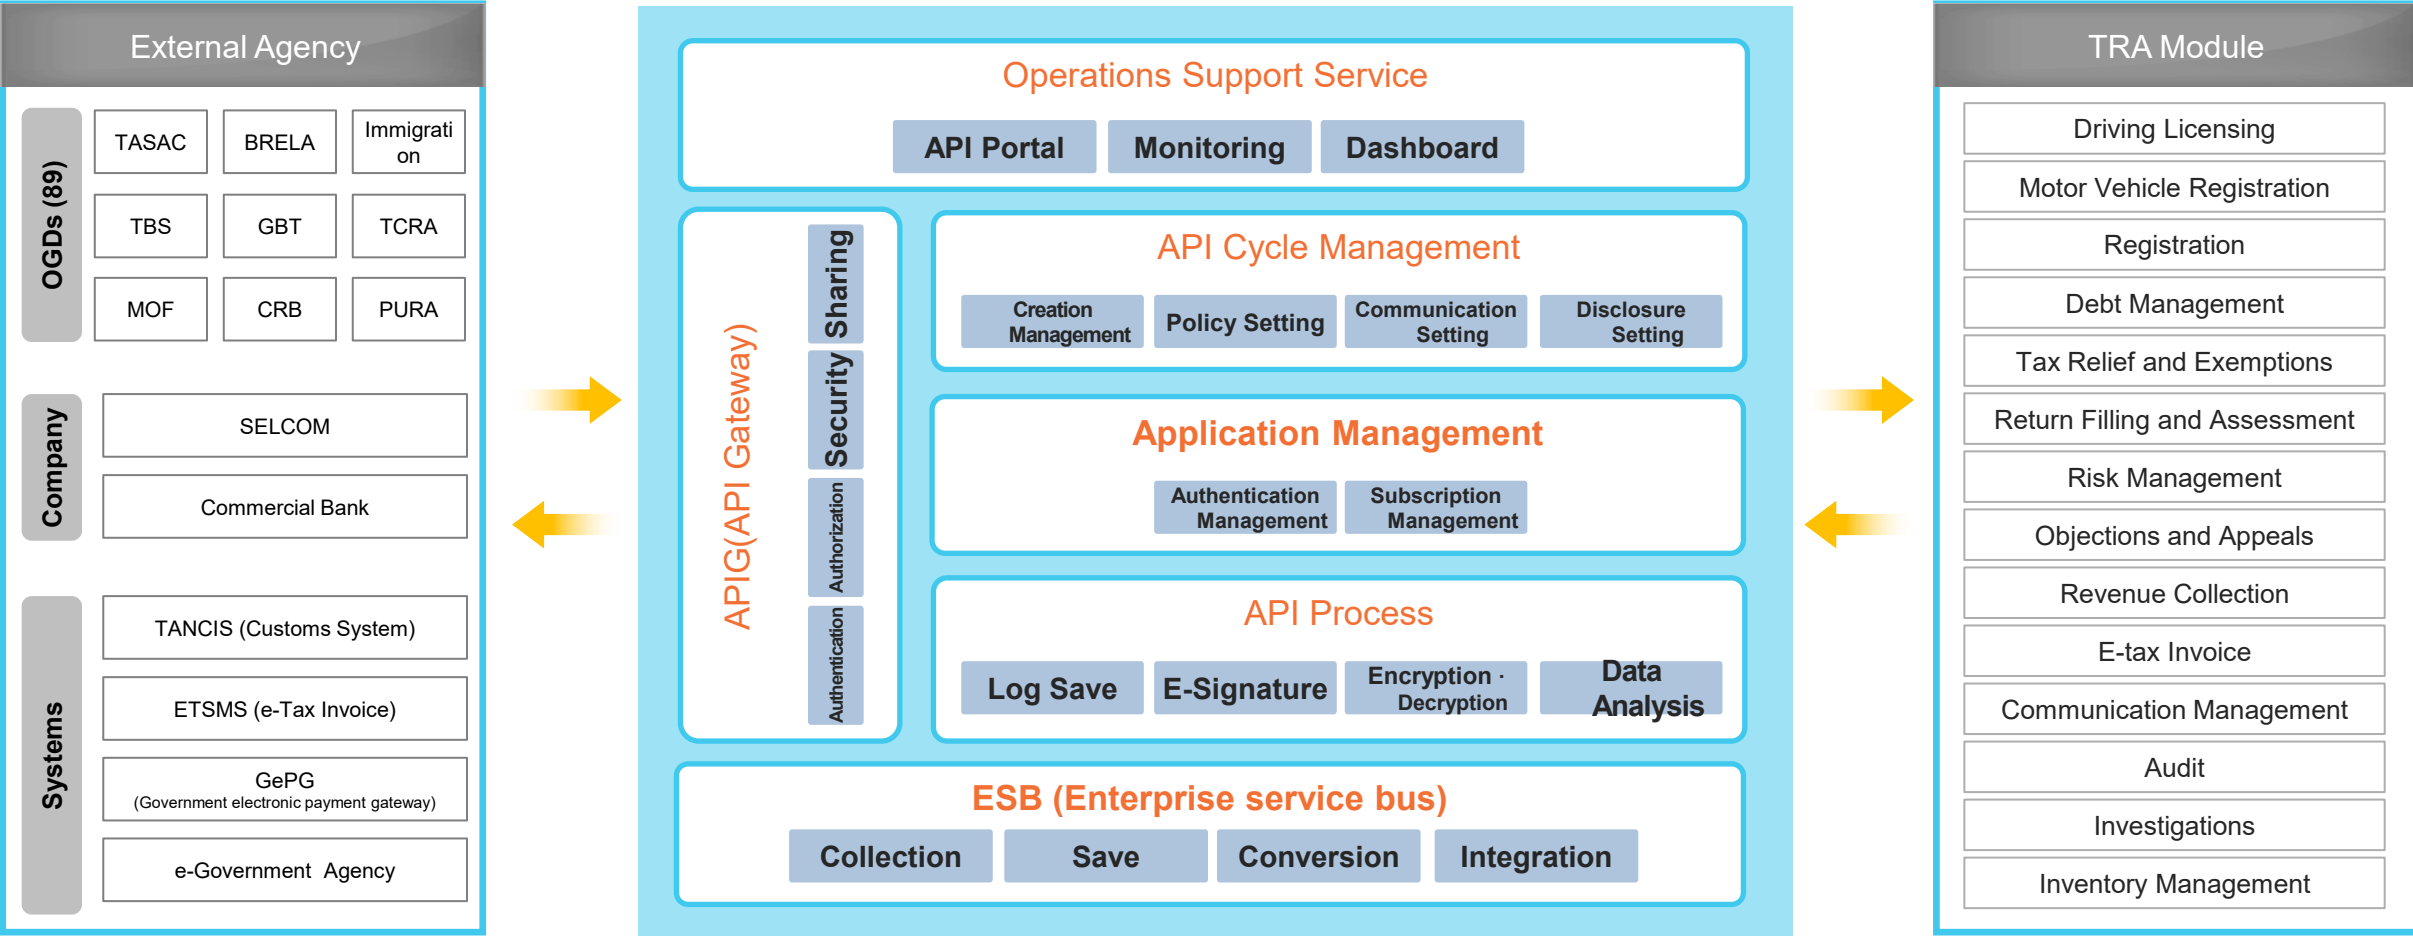 External Agency
OGDs (89)
TASAC
BRELA
Immigrati
on
TBS
GBT
TCRA
MOF
CRB
PURA
Company
SELCOM
Commercial Bank
Systems
TANCIS (Customs System)
ETSMS (e-Tax Invoice)
GePG
(Government electronic payment gateway)
e-Government Agency
Operations Support Service
API Portal
Monitoring
Dashboard
APIG(API Gateway)
Sharing
Security
Authorization
Authentication
API Cycle Management
Creation
Management
Policy Setting
Communication
Setting
Disclosure
Setting
Application Management
Authentication
Management
Subscription
Management
API Process
Log Save
E-Signature
Encryption ·
Decryption
Data
Analysis
ESB (Enterprise service bus)
Collection
Save
Conversion
Integration
TRA Module
Driving Licensing
Motor Vehicle Registration
Registration
Debt Management
Tax Relief and Exemptions
Return Filling and Assessment
Risk Management
Objections and Appeals
Revenue Collection
E-tax Invoice
Communication Management
Audit
Investigations
Inventory Management